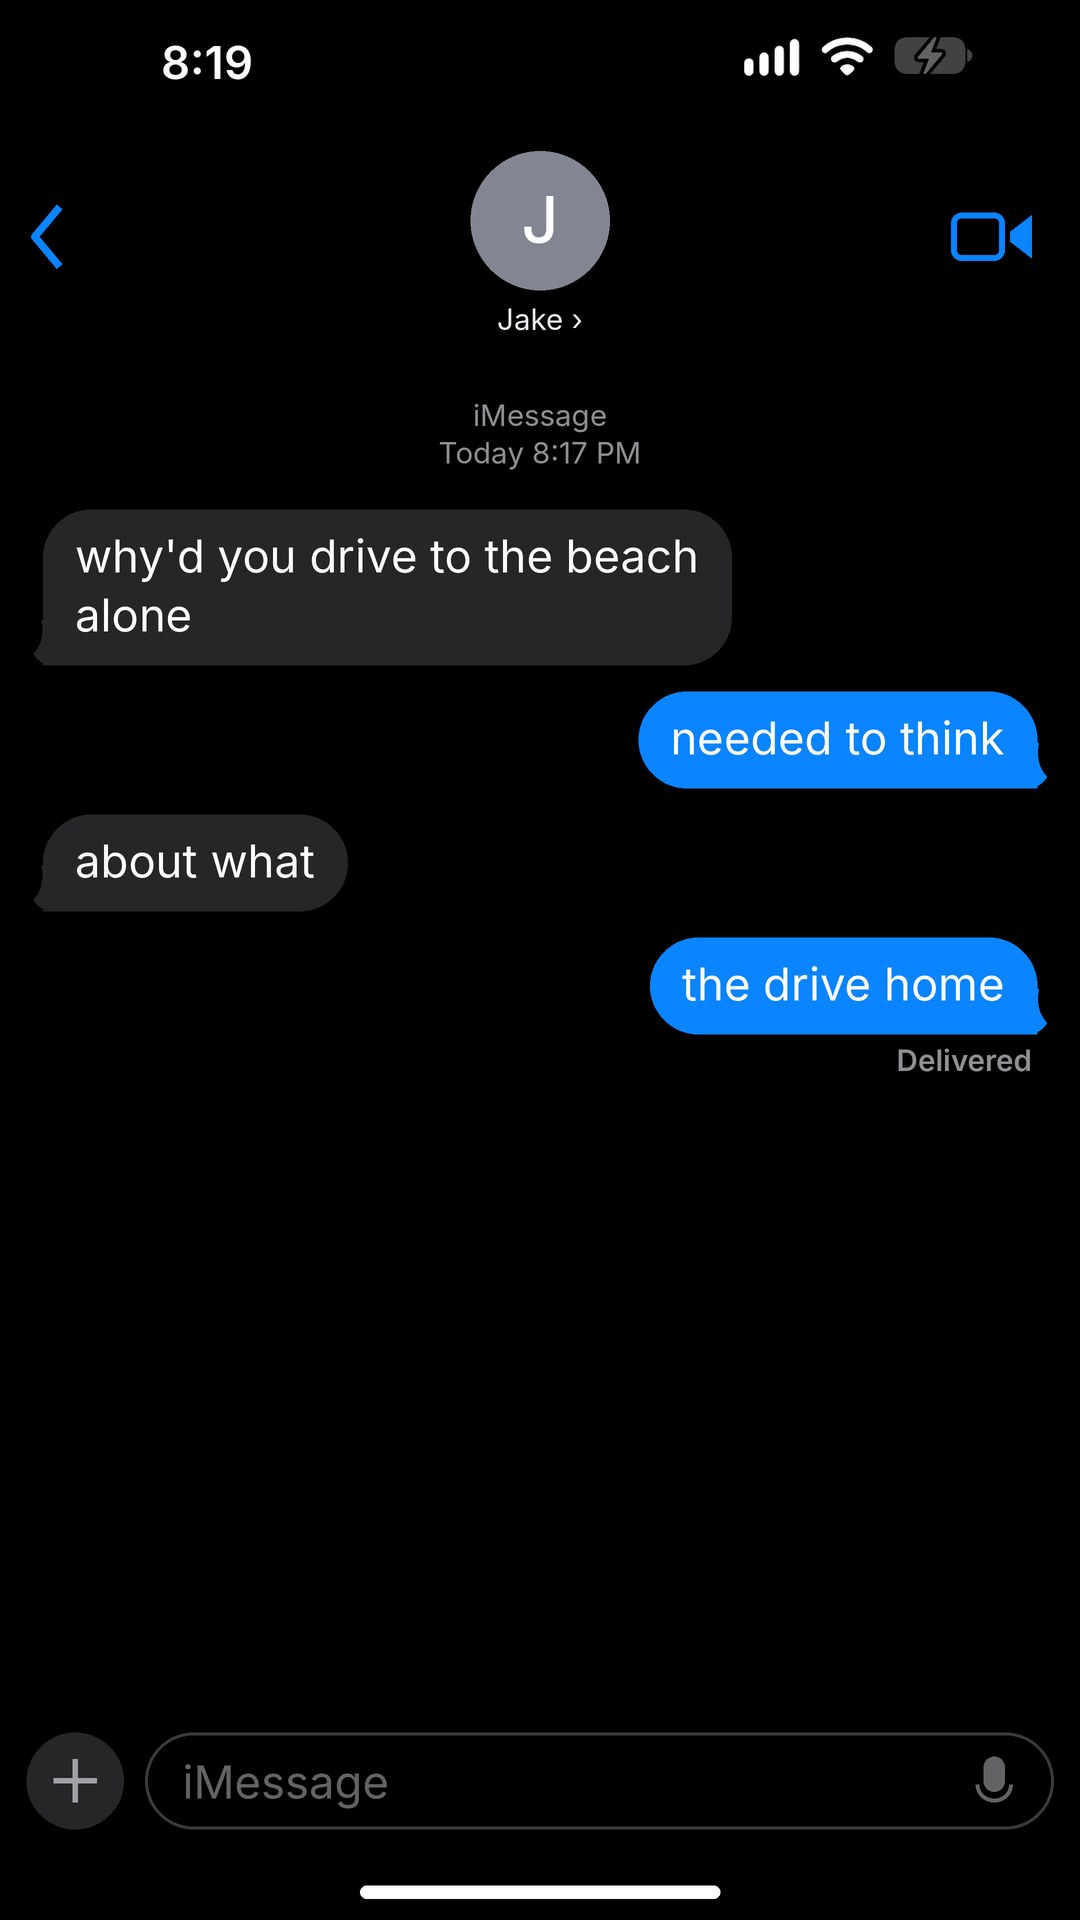 8:19
J
Jake ›
iMessage
Today 8:17 PM
why'd you drive to the beach
alone
needed to think
about what
the drive home
Delivered
iMessage